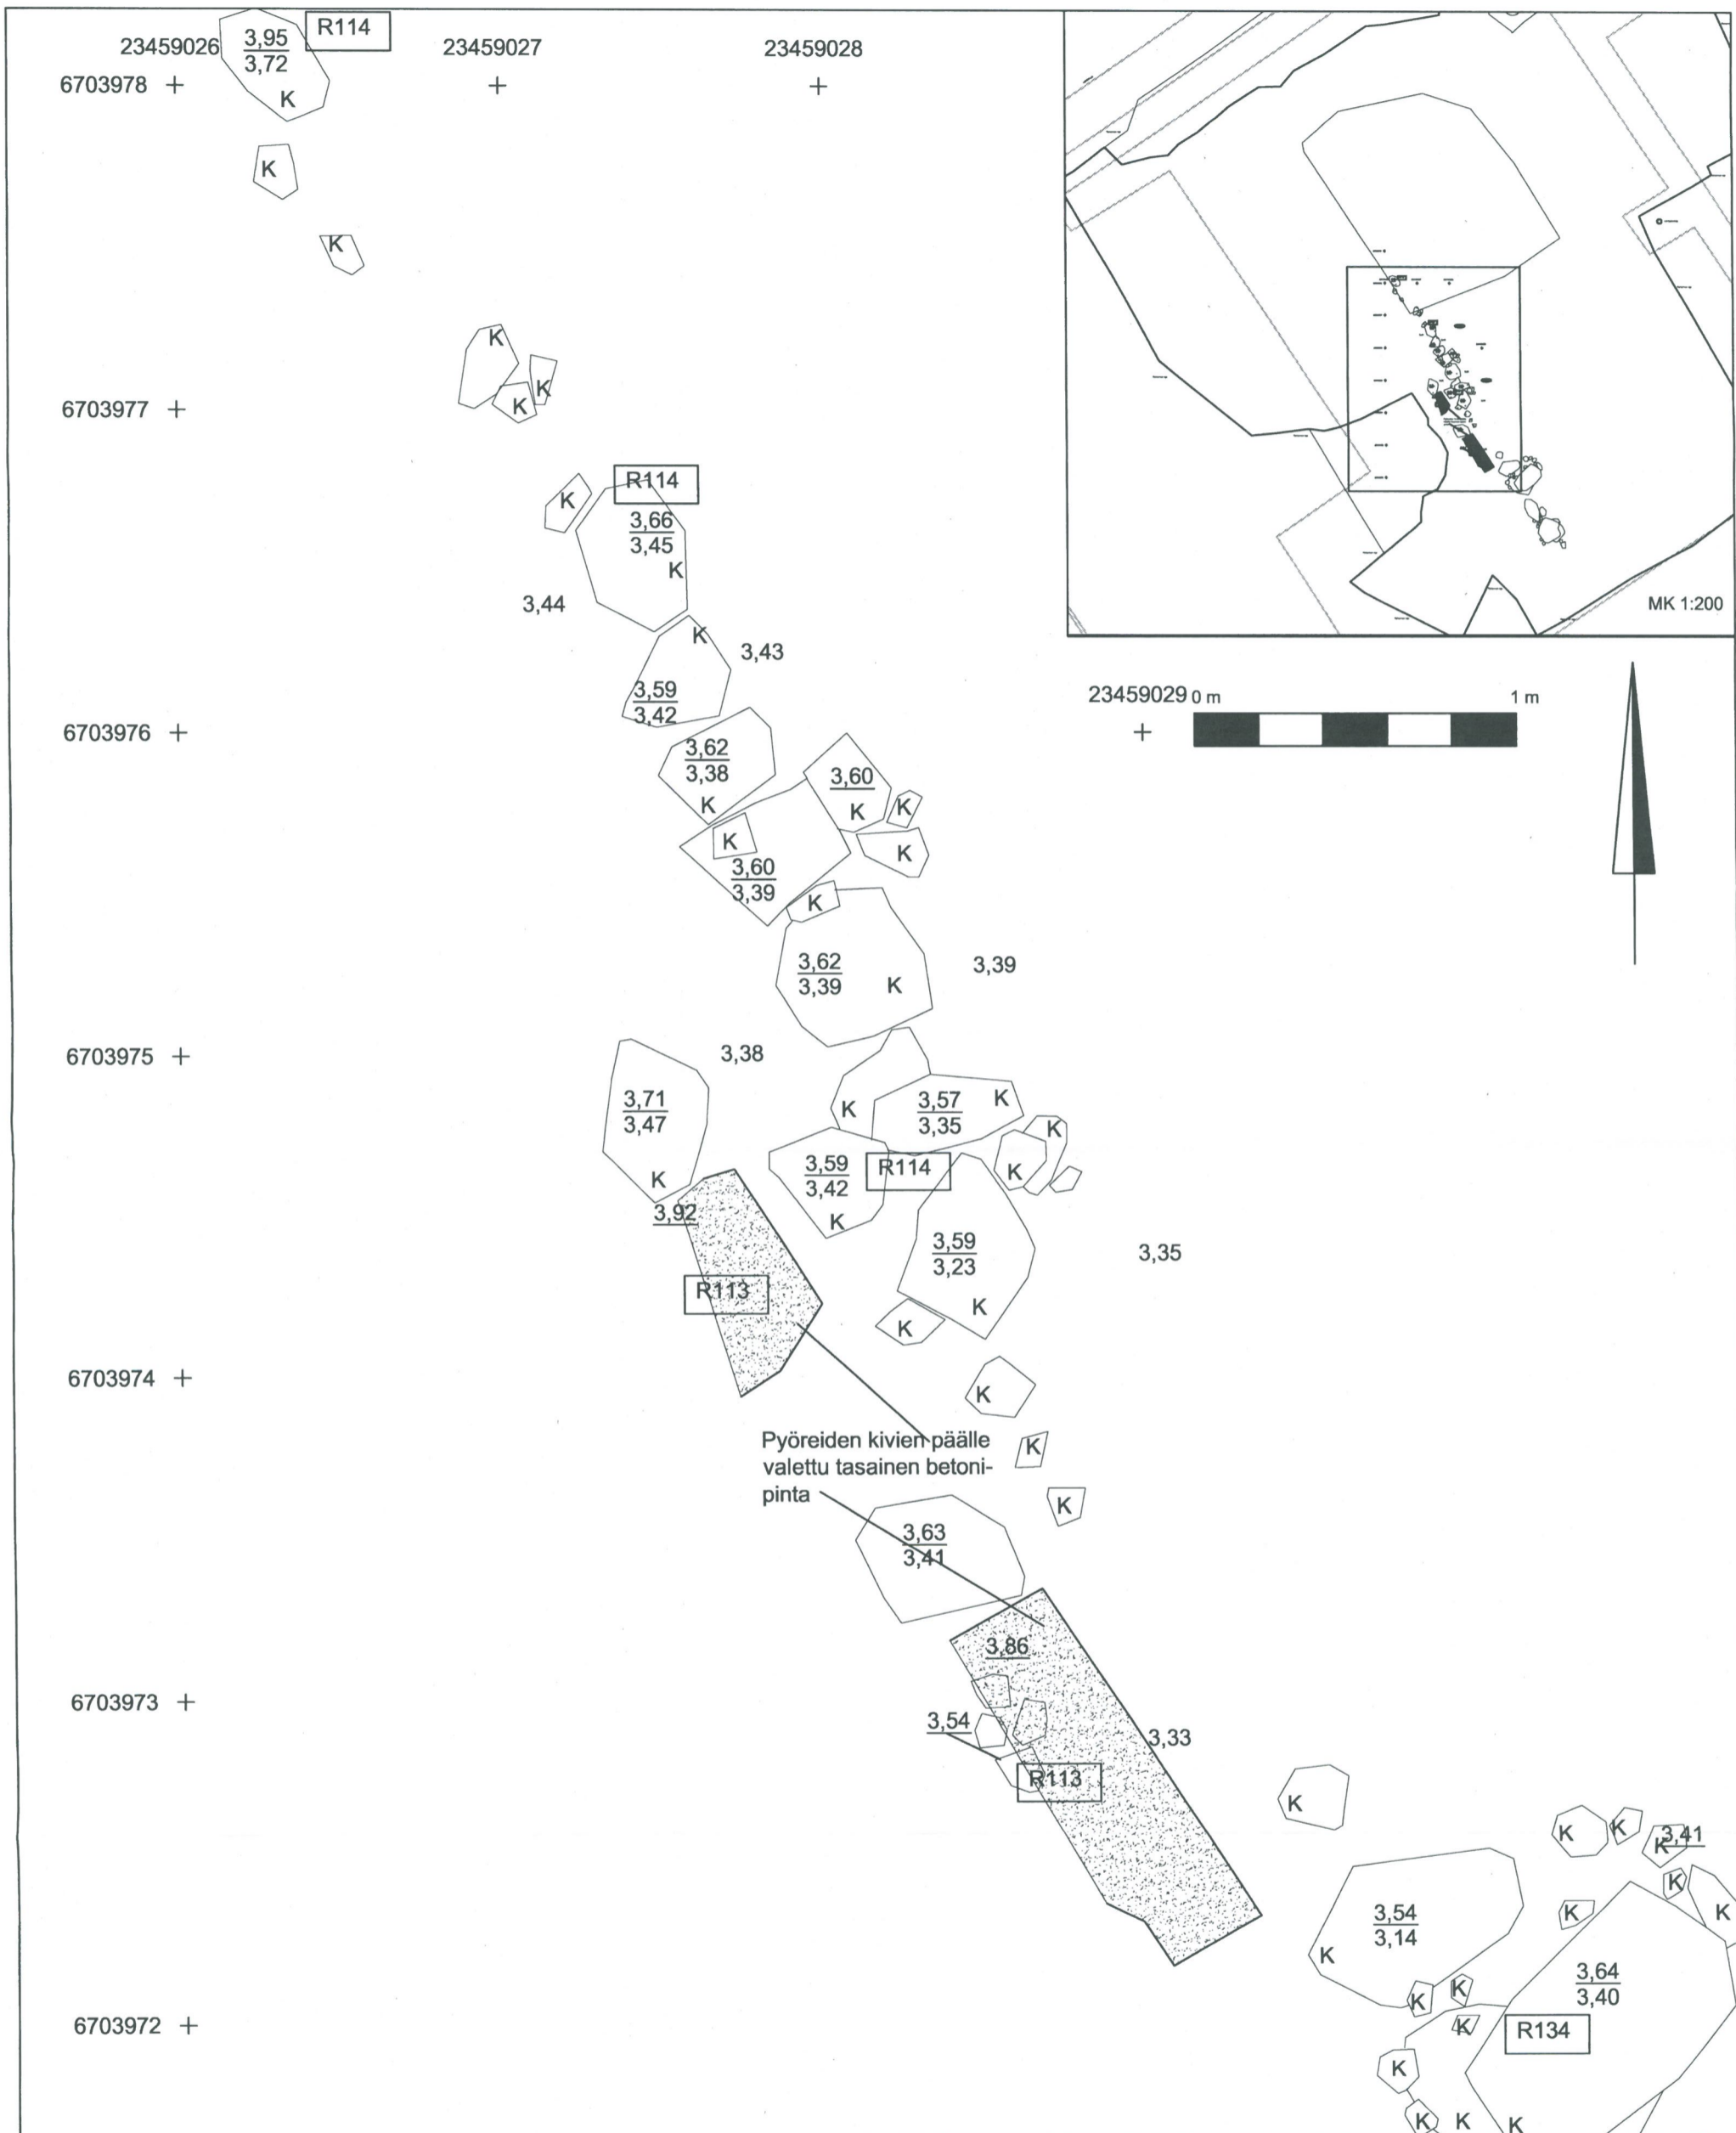 R114
23459026
3,95
3,72
23459027
23459028
6703978
K
K
K
K
K
K
6703977
R114
K
3,66
3,45
K
3,44
K
3,43
MK 1:200
3,59
3,42
23459029
0 m
1 m
6703976
3,62
3,38
K
3,60
K
K
K
K
3,60
3,39
K
3,62
3,39
K
3,39
6703975
3,38
3,71
3,47
K
K
3,57
3,35
K
K
K
3,59
3,42
K
R114
3,92
3,59
3,23
K
3,35
R113
K
6703974
K
Pyöreiden kivien päälle
valettu tasainen betoni-
pinta
K
K
3,63
3,41
3,86
6703973
3,54
3,33
R113
K
K
K
K
3,41
K
K
K
3,54
3,14
K
3,64
3,40
K
K
K
6703972
R134
K
K
K
K